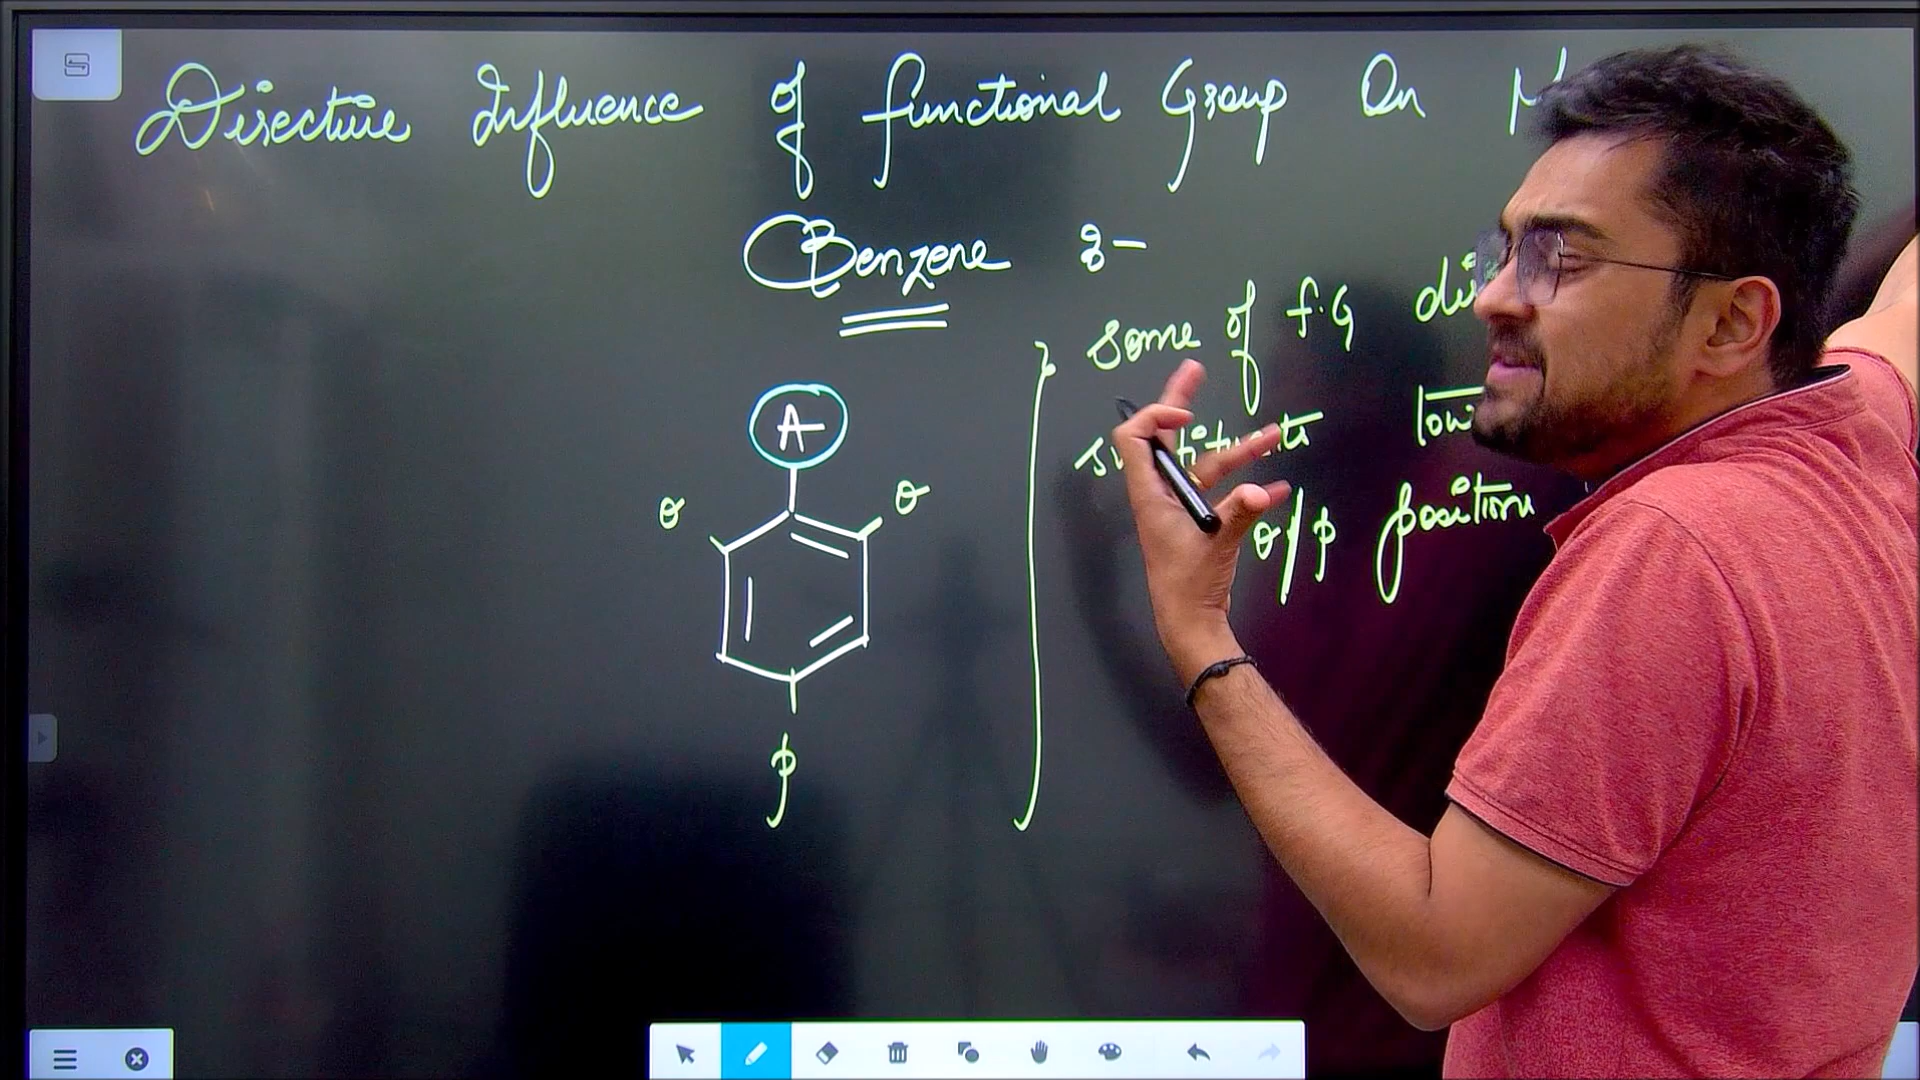 Directive Influence of functional Group On
Benzene :-
some of f.G
A
o
o
o/p position
p